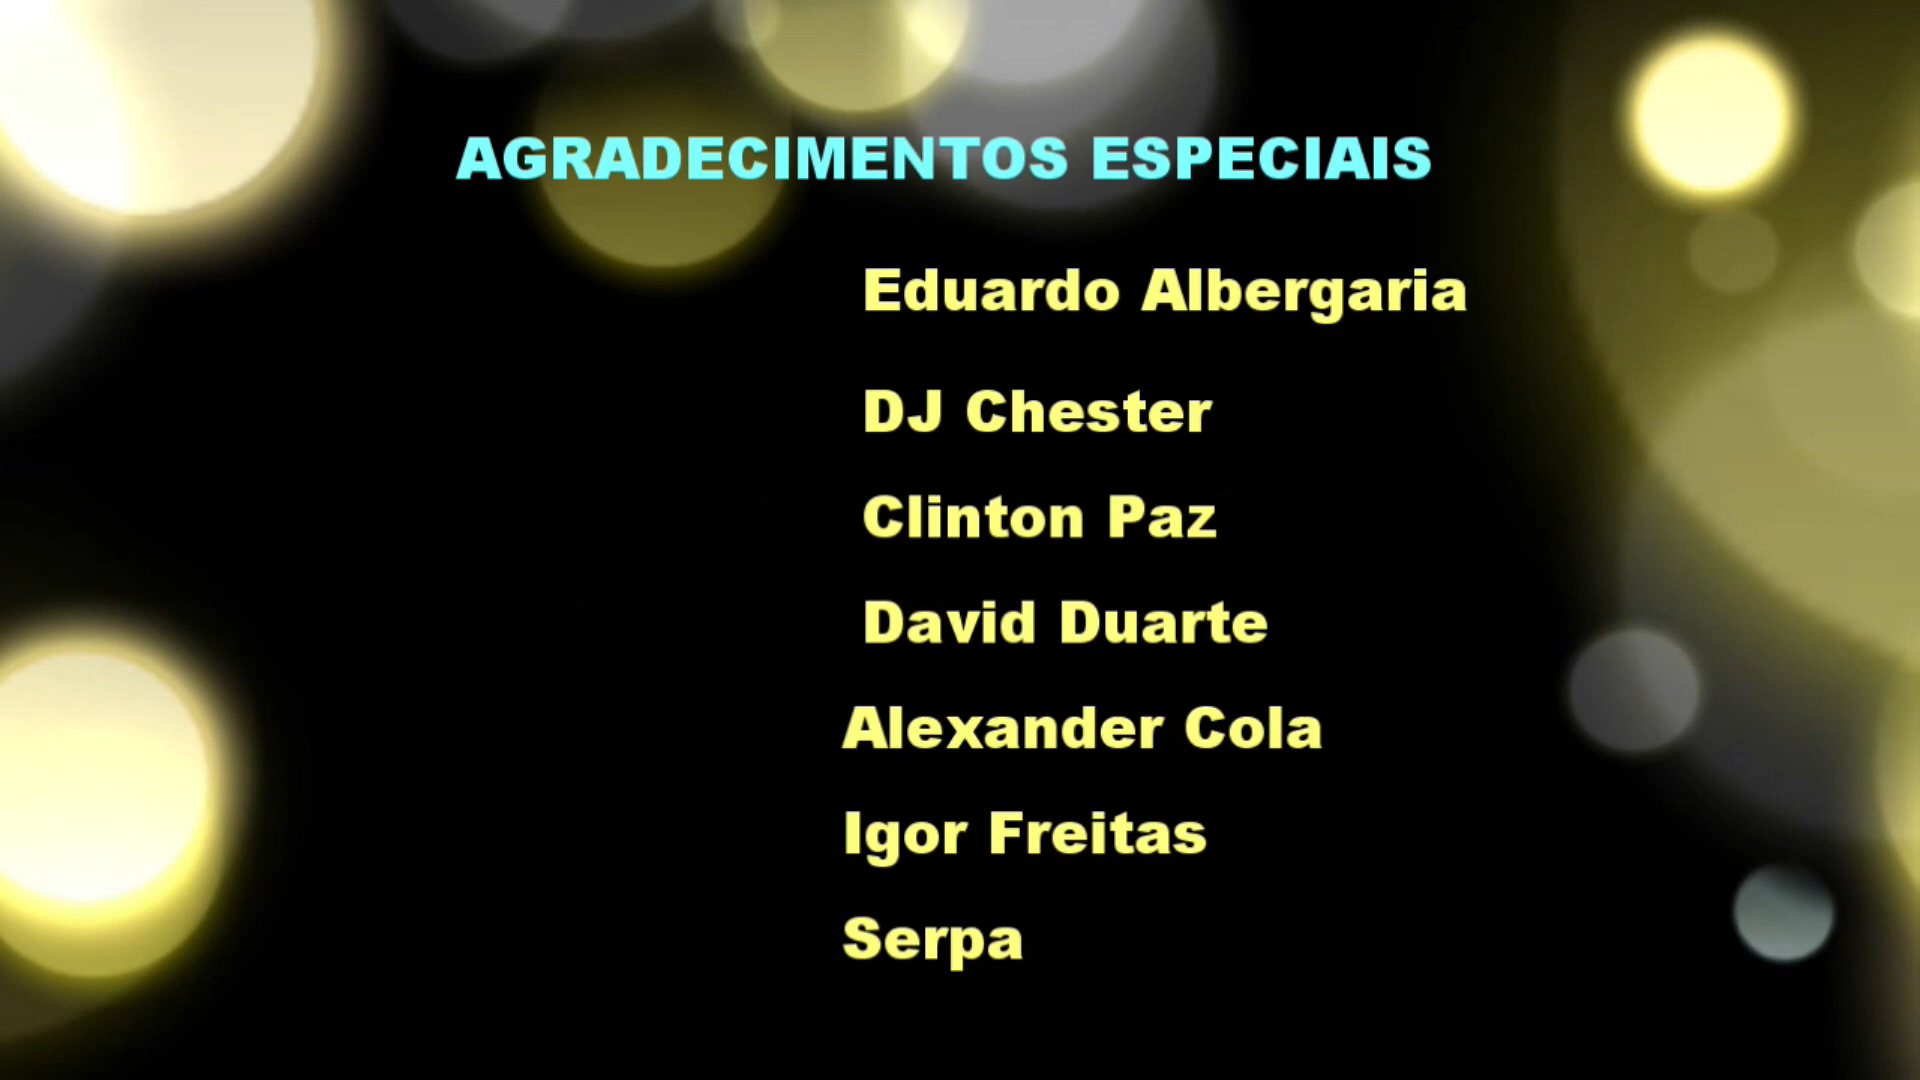 AGRADECIMENTOS ESPECIAIS
Eduardo Albergaria
DJ Chester
Clinton Paz
David Duarte
Alexander Cola
Igor Freitas
Serpa